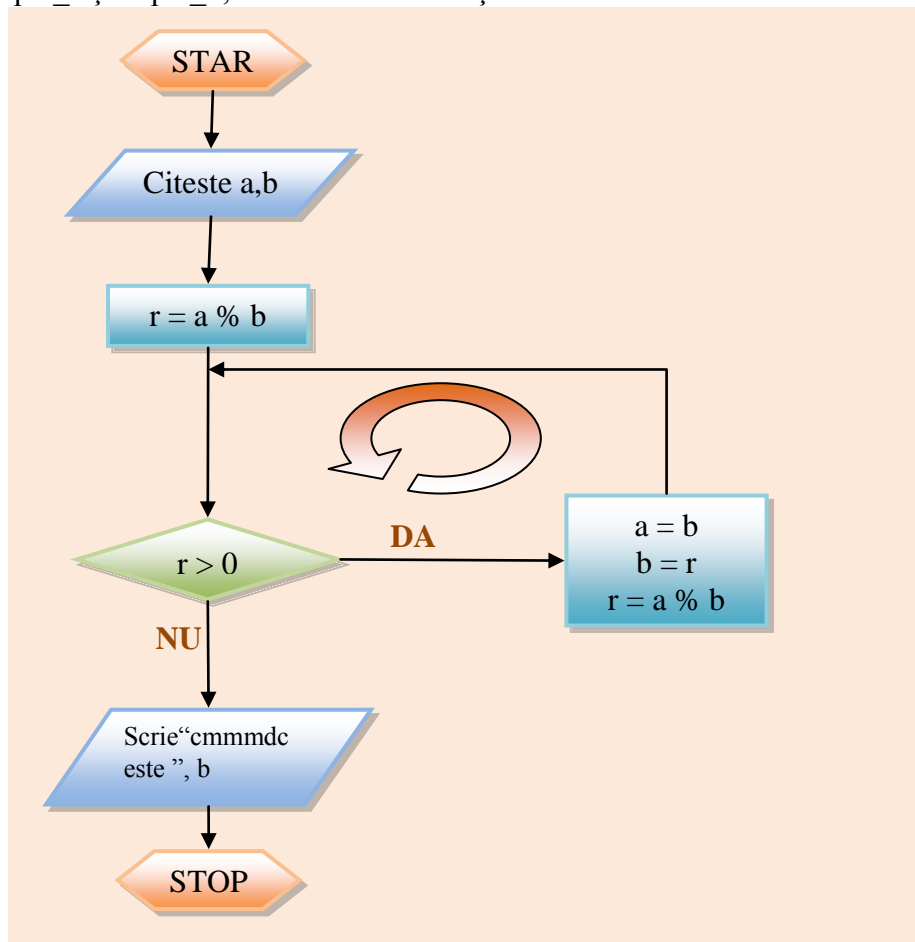 STAR
Citeste a,b
r = a % b
r > 0
DA
a = b
b = r
r = a % b
NU
Scrie“cmmmdc
este ”, b
STOP